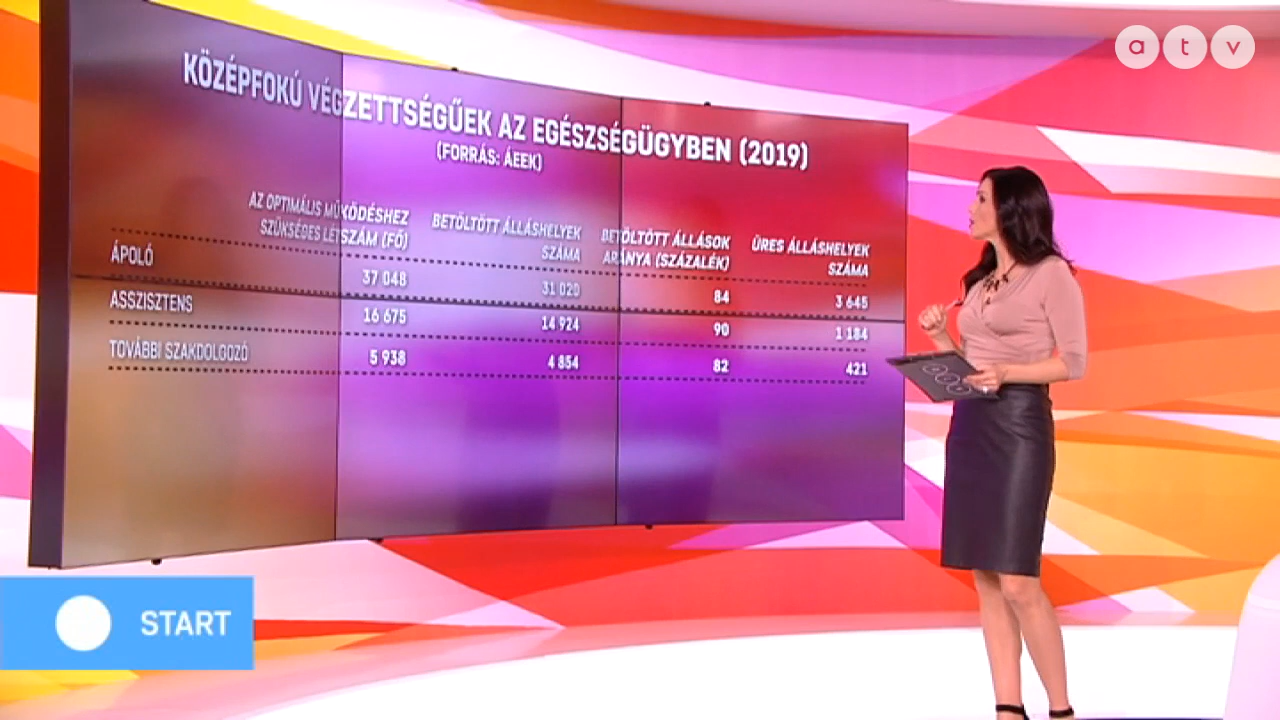 atv
KÖZÉPFOKÚ VÉGZETTSÉGŰEK AZ EGÉSZSÉGÜGYBEN (2019)
(FORRÁS: ÁEEK)
AZ OPTIMÁLIS MŰKÖDÉSHEZ
SZÜKSÉGES LÉTSZÁM (FŐ)
BETÖLTÖTT ÁLLÁSHELYEK
SZÁMA
BETÖLTÖTT ÁLLÁSOK
ARÁNYA (SZÁZALÉK)
ÜRES ÁLLÁSHELYEK
SZÁMA
ÁPOLÓ 37 048 31 020 84 3 645
ASSZISZTENS 16 675 14 924 90 1 184
TOVÁBBI SZAKDOLGOZÓ 5 938 4 854 82 421
START